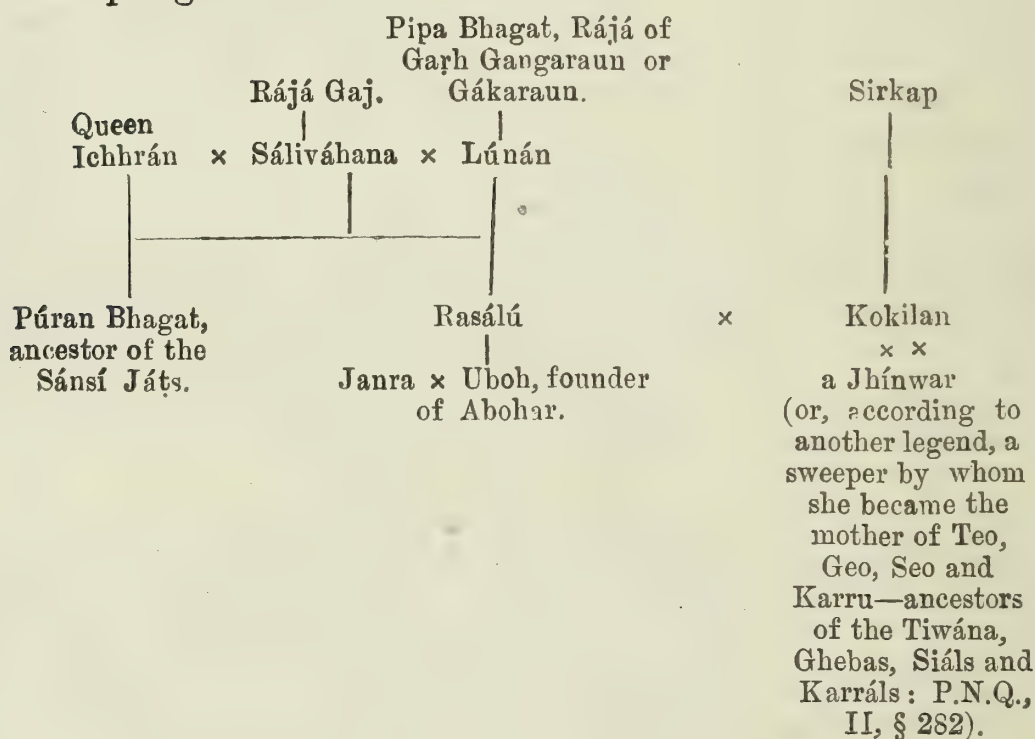 Pipa Bhagat, Rájá of
Gaṛh Gangaraun or
Rájá Gaj. Gákaraun. Sirkap
Queen
Ichhrán × Sáliváhana × Lúnán
Púran Bhagat, Rasálú × Kokilan
ancestor of the × ×
Sánsí Játṣ. Janra × Uboh, founder a Jhínwar
of Abohar. (or, according to
another legend, a
sweeper by whom
she became the
mother of Teo,
Geo, Seo and
Karru—ancestors
of the Tiwána,
Ghebas, Siáls and
Karráls: P.N.Q.,
II, § 282).